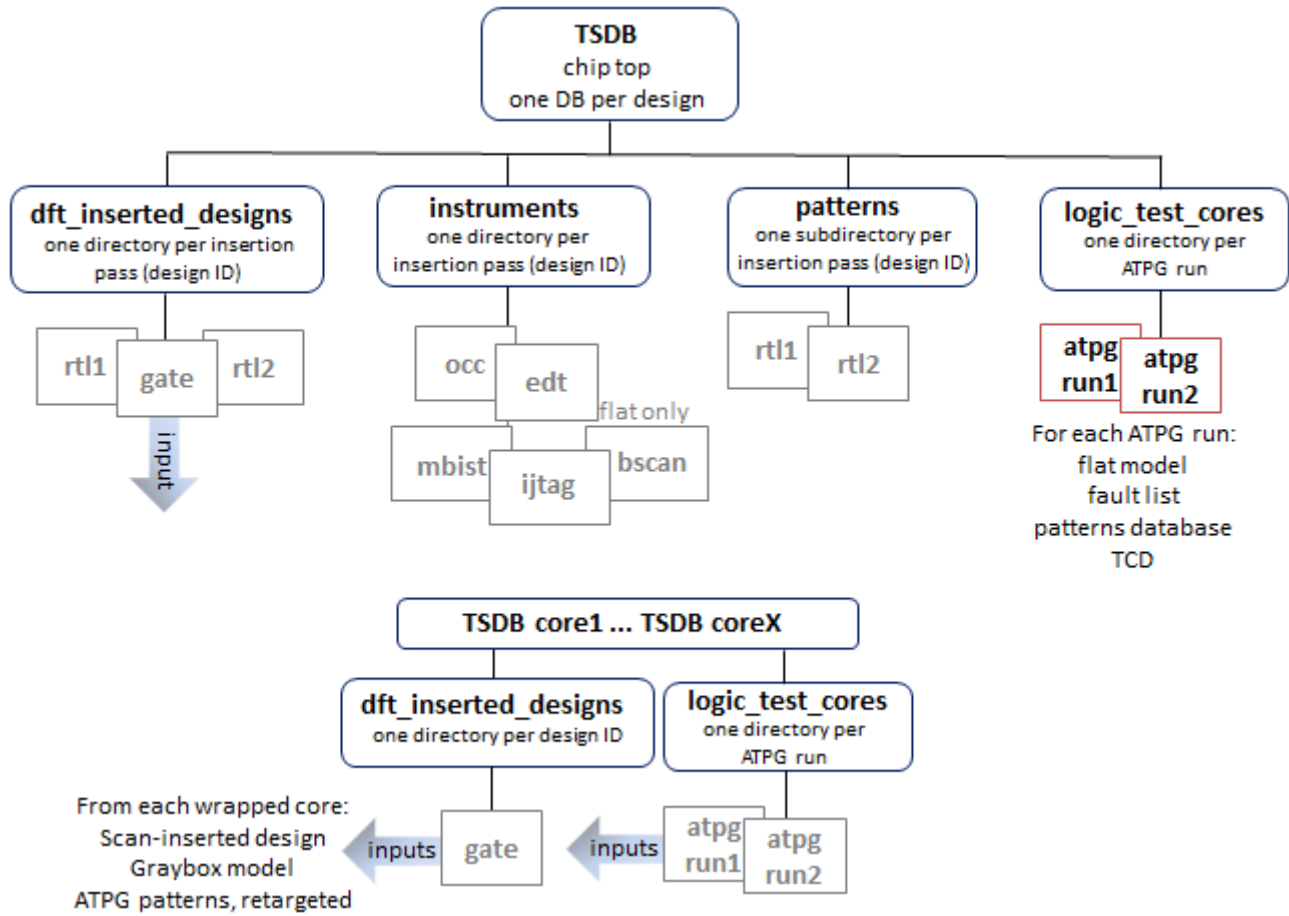 TSDB
chip top
one DB per design
dft_inserted_designs
one directory per insertion
pass (design ID)
instruments
one directory per
insertion pass (design ID)
patterns
one subdirectory per
insertion pass (design ID)
logic_test_cores
one directory per
ATPG run
rtl1
gate
rtl2
input
occ
edt
flat only
mbist
ijtag
bscan
rtl1
rtl2
atpg
run1
atpg
run2
For each ATPG run:
flat model
fault list
patterns database
TCD
TSDB core1 ... TSDB coreX
dft_inserted_designs
one directory per design ID
logic_test_cores
one directory per
ATPG run
From each wrapped core:
Scan-inserted design
Graybox model
ATPG patterns, retargeted
inputs
gate
inputs
atpg
run1
atpg
run2